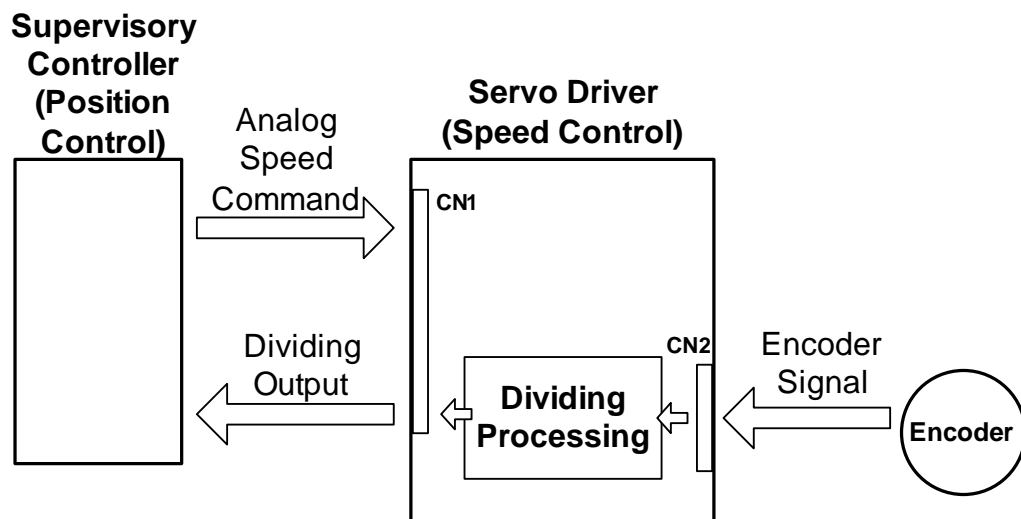 Supervisory
Controller
(Position
Control)
Analog
Speed
Command
Servo Driver
(Speed Control)
CN1
Dividing
Output
Dividing
Processing
CN2
Encoder
Signal
Encoder